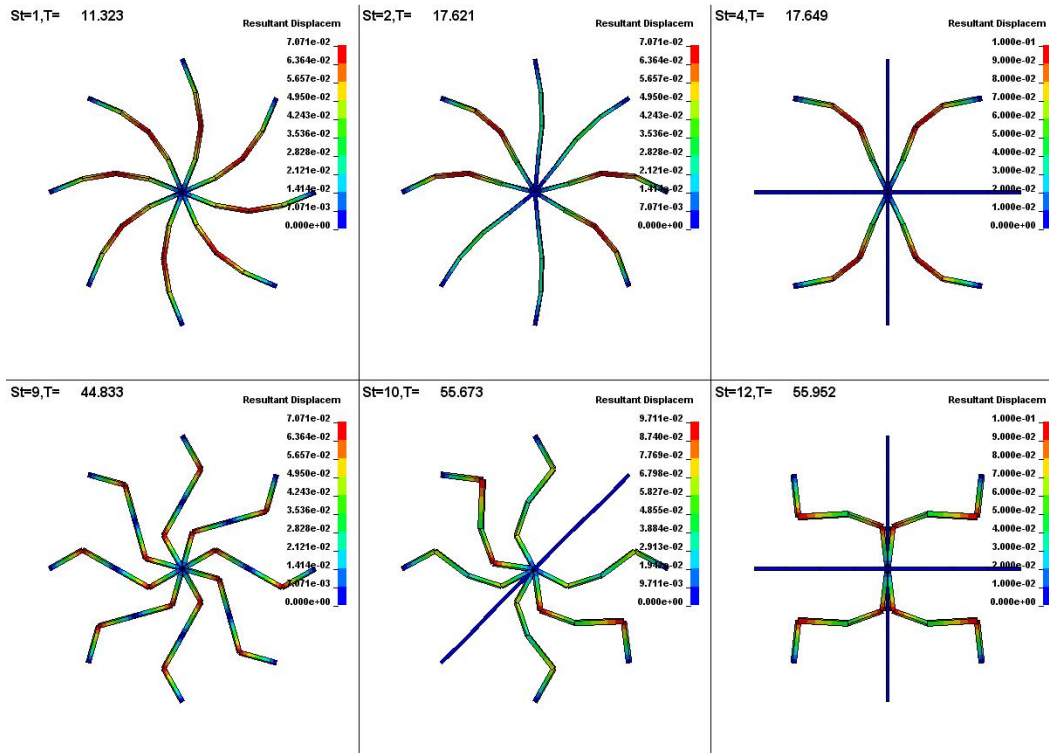 St=1,T= 11.323
Resultant Displacem
7.071e-02
6.364e-02
5.657e-02
4.950e-02
4.243e-02
3.536e-02
2.828e-02
2.121e-02
1.414e-02
7.071e-03
0.000e+00
St=2,T= 17.621
Resultant Displacem
7.071e-02
6.364e-02
5.657e-02
4.950e-02
4.243e-02
3.536e-02
2.828e-02
2.121e-02
1.414e-02
7.071e-03
0.000e+00
St=4,T= 17.649
Resultant Displacem
1.000e-01
9.000e-02
8.000e-02
7.000e-02
6.000e-02
5.000e-02
4.000e-02
3.000e-02
2.000e-02
1.000e-02
0.000e+00
St=9,T= 44.833
Resultant Displacem
7.071e-02
6.364e-02
5.657e-02
4.950e-02
4.243e-02
3.536e-02
2.828e-02
2.121e-02
1.414e-02
7.071e-03
0.000e+00
St=10,T= 55.673
Resultant Displacem
9.711e-02
8.740e-02
7.769e-02
6.798e-02
5.827e-02
4.855e-02
3.884e-02
2.913e-02
1.942e-02
9.711e-03
0.000e+00
St=12,T= 55.952
Resultant Displacem
1.000e-01
9.000e-02
8.000e-02
7.000e-02
6.000e-02
5.000e-02
4.000e-02
3.000e-02
2.000e-02
1.000e-02
0.000e+00